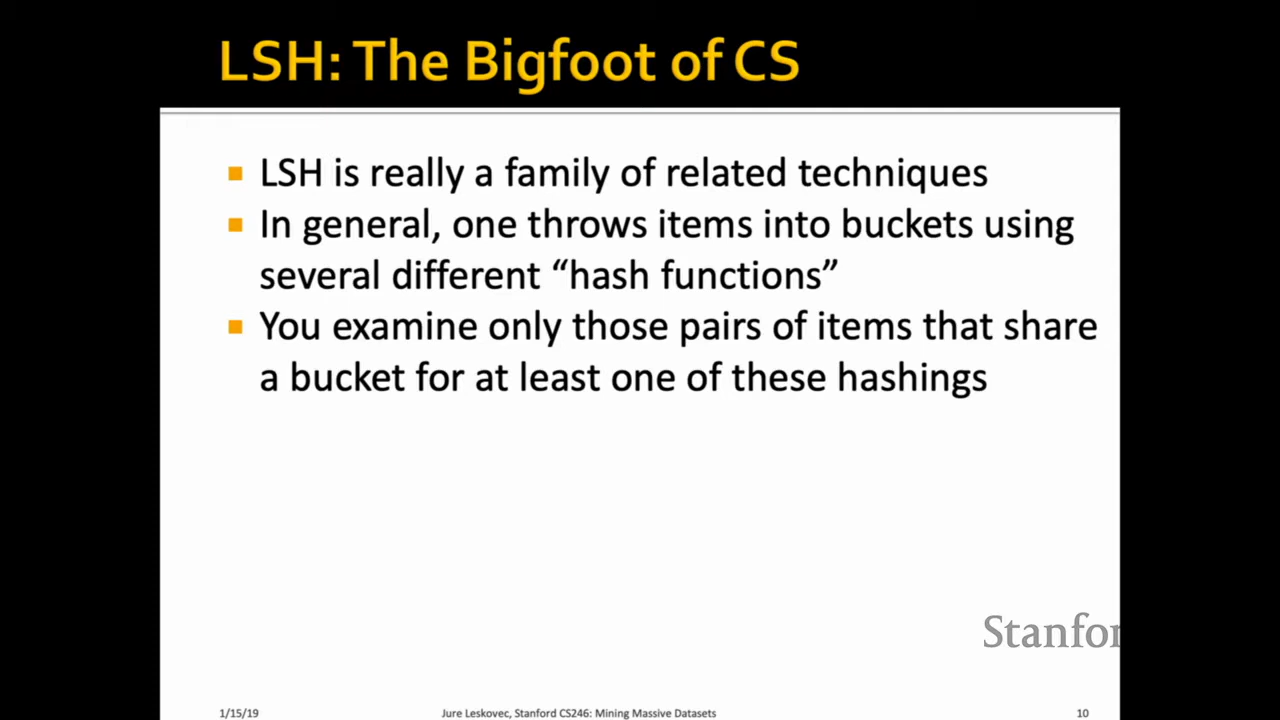 LSH: The Bigfoot of CS
▪ LSH is really a family of related techniques
▪ In general, one throws items into buckets using
several different “hash functions”
▪ You examine only those pairs of items that share
a bucket for at least one of these hashings
Stanfor
1/15/19
Jure Leskovec, Stanford CS246: Mining Massive Datasets
10